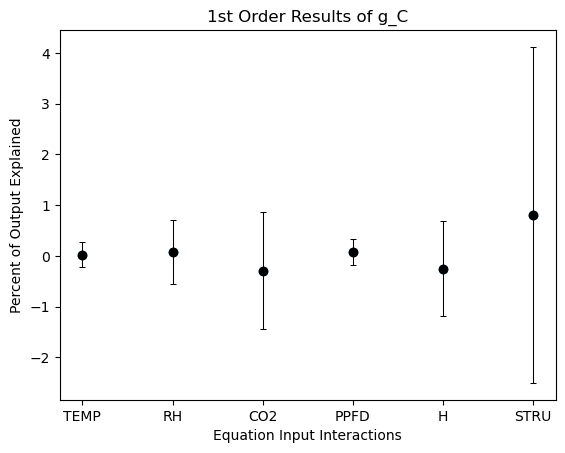 1st Order Results of g_C
Percent of Output Explained
4
3
2
1
0
−1
−2
TEMP RH CO2 PPFD H STRU
Equation Input Interactions